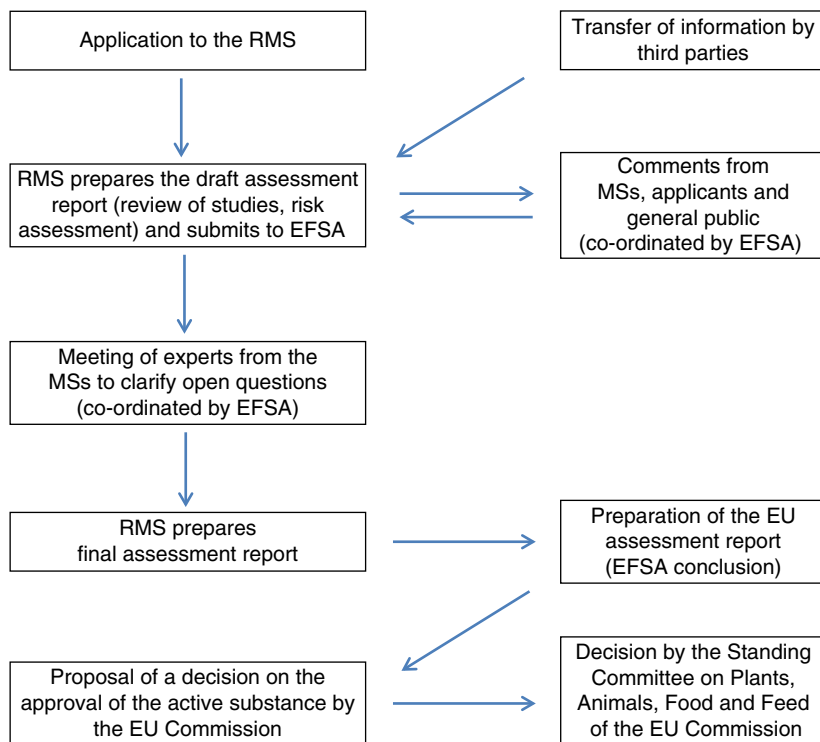 Application to the RMS
Transfer of information by
third parties
RMS prepares the draft assessment
report (review of studies, risk
assessment) and submits to EFSA
Comments from
MSs, applicants and
general public
(co-ordinated by EFSA)
Meeting of experts from the
MSs to clarify open questions
(co-ordinated by EFSA)
RMS prepares
final assessment report
Preparation of the EU
assessment report
(EFSA conclusion)
Proposal of a decision on the
approval of the active substance by
the EU Commission
Decision by the Standing
Committee on Plants,
Animals, Food and Feed
of the EU Commission